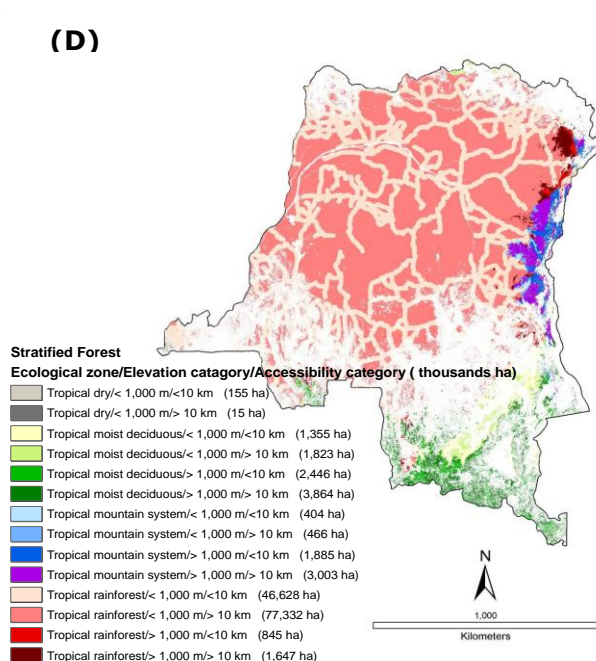 (D)
Stratified Forest
Ecological zone/Elevation catagory/Accessibility category ( thousands ha)
Tropical dry/< 1,000 m/<10 km (155 ha)
Tropical dry/< 1,000 m/> 10 km (15 ha)
Tropical moist deciduous/< 1,000 m/<10 km (1,355 ha)
Tropical moist deciduous/< 1,000 m/> 10 km (1,823 ha)
Tropical moist deciduous/> 1,000 m/<10 km (2,446 ha)
Tropical moist deciduous/> 1,000 m/> 10 km (3,864 ha)
Tropical mountain system/< 1,000 m/<10 km (404 ha)
Tropical mountain system/< 1,000 m/> 10 km (466 ha)
Tropical mountain system/> 1,000 m/<10 km (1,885 ha)
Tropical mountain system/> 1,000 m/> 10 km (3,003 ha)
Tropical rainforest/< 1,000 m/<10 km (46,628 ha)
Tropical rainforest/< 1,000 m/> 10 km (77,332 ha)
Tropical rainforest/> 1,000 m/<10 km (845 ha)
Tropical rainforest/> 1,000 m/> 10 km (1,647 ha)
N
1,000
Kilometers